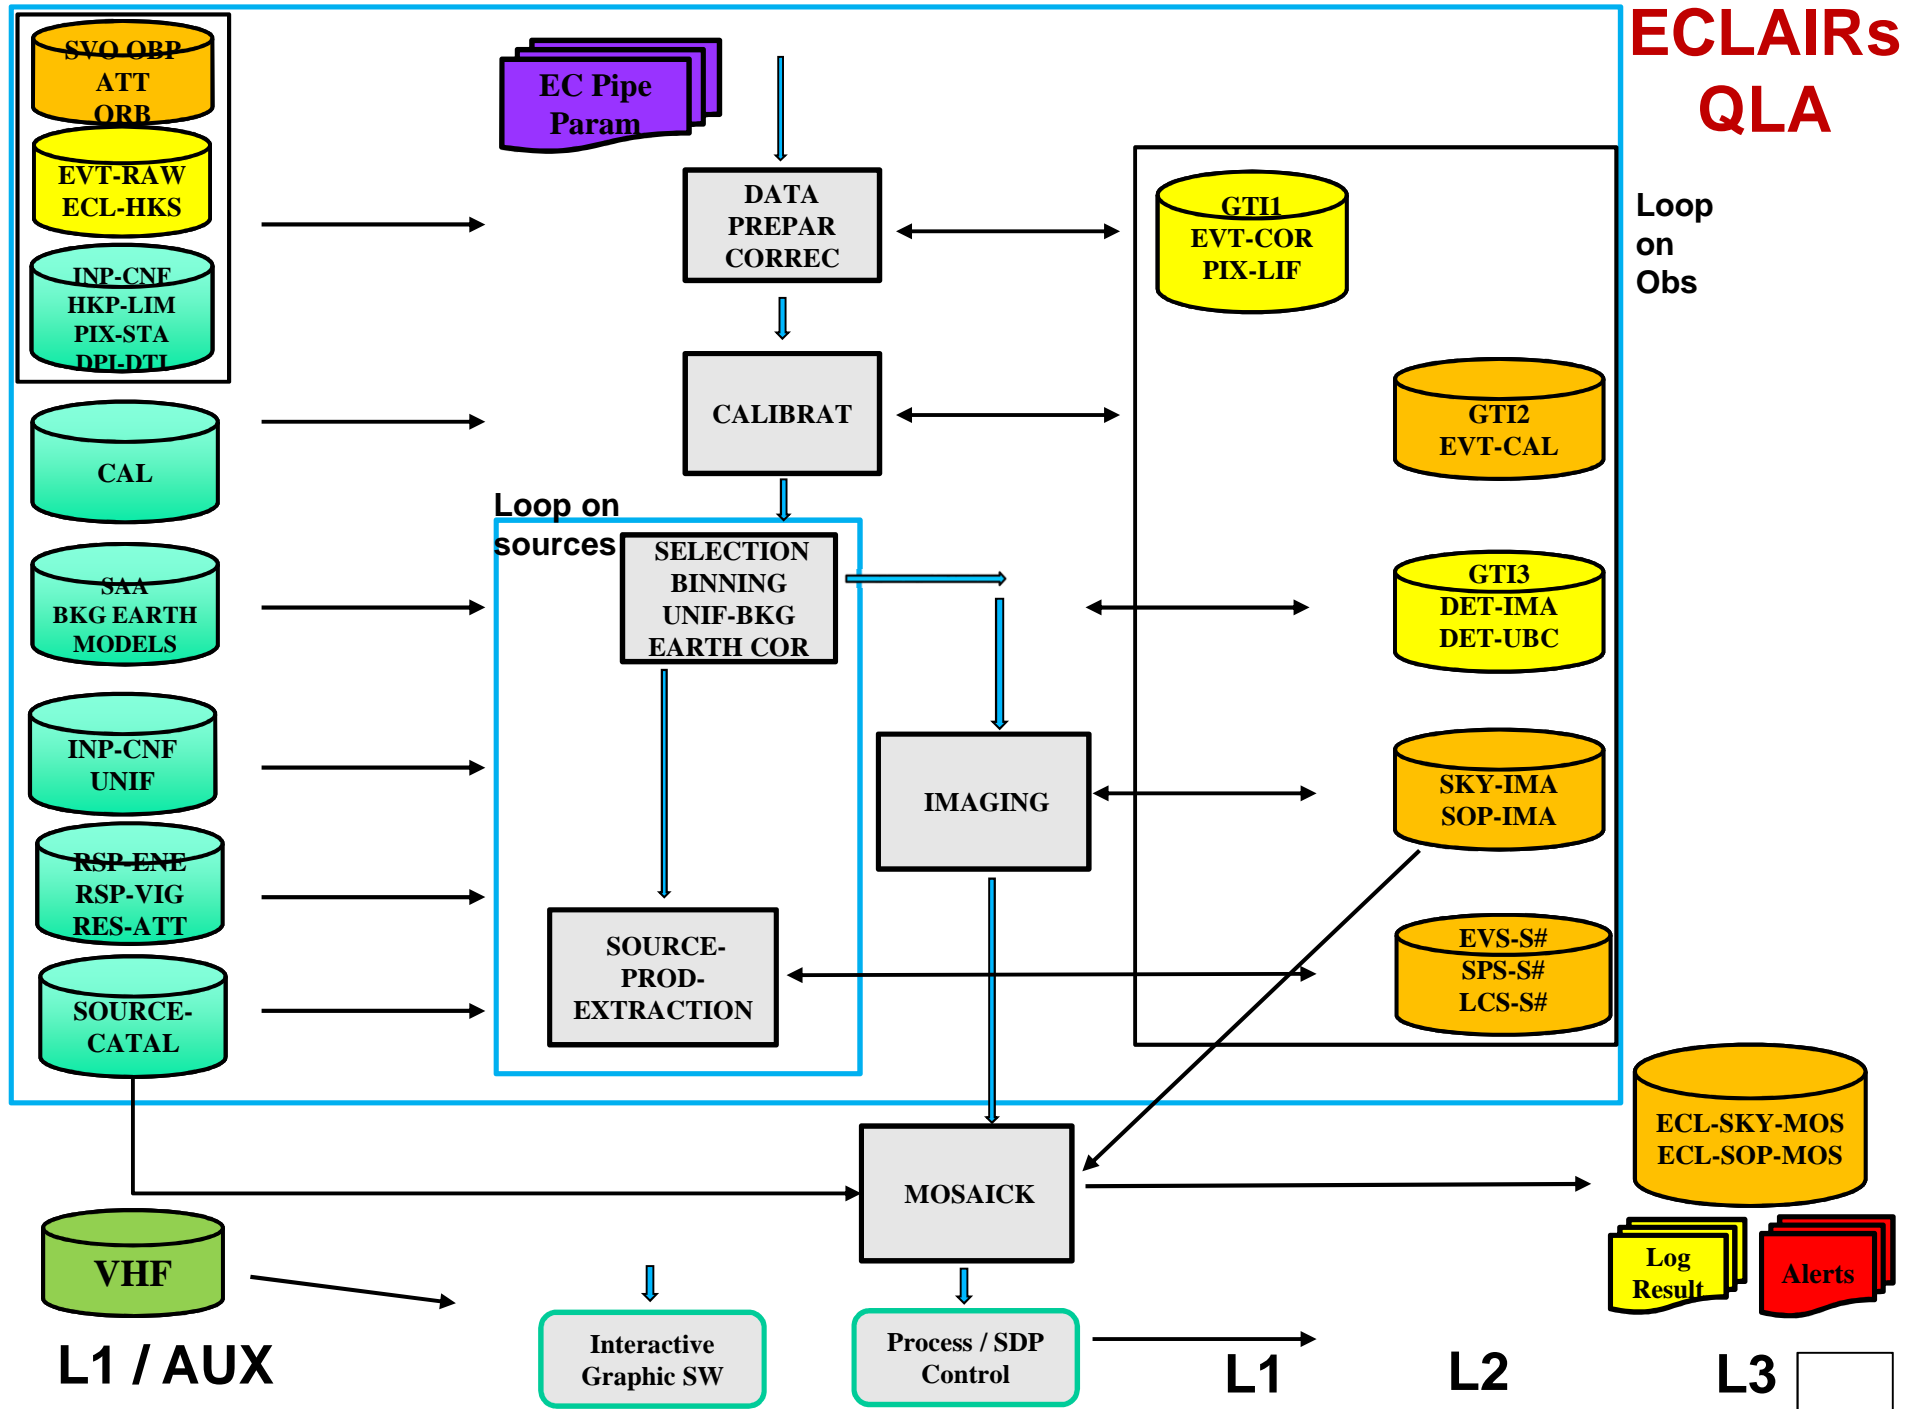 ECLAIRs
QLA
SVO OBP
ATT
ORB
EC Pipe
Param
EVT-RAW
ECL-HKS
DATA
PREPAR
CORREC
GTI1
EVT-COR
PIX-LIF
Loop
on
Obs
INP-CNF
HKP-LIM
PIX-STA
DPI-DTI
CALIBRAT
GTI2
EVT-CAL
CAL
Loop on
sources
SELECTION
BINNING
UNIF-BKG
EARTH COR
GTI3
DET-IMA
DET-UBC
SAA
BKG EARTH
MODELS
INP-CNF
UNIF
IMAGING
SKY-IMA
SOP-IMA
RSP-ENE
RSP-VIG
RES-ATT
SOURCE-
PROD-
EXTRACTION
EVS-S#
SPS-S#
LCS-S#
SOURCE-
CATAL
MOSAICK
ECL-SKY-MOS
ECL-SOP-MOS
VHF
Log
Result
Alerts
Interactive
Graphic SW
Process / SDP
Control
L1 / AUX
L1
L2
L3